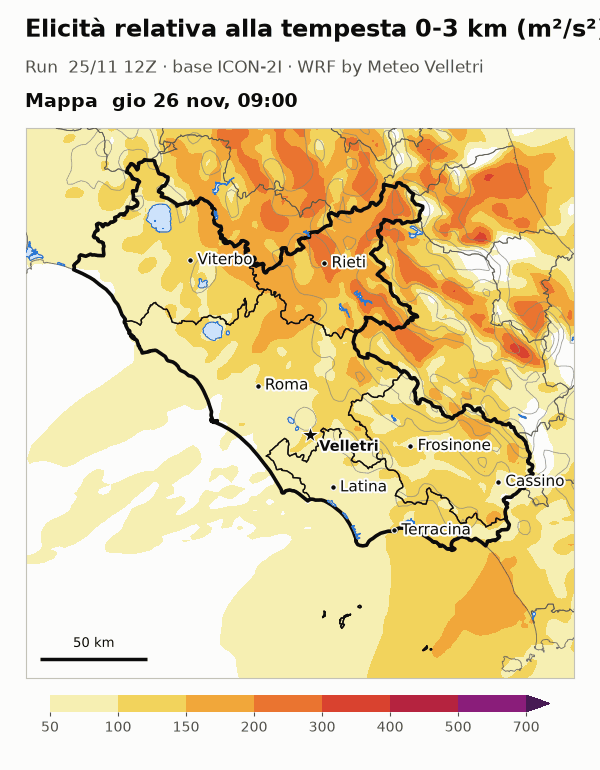 Elicità relativa alla tempesta 0-3 km (m²/s²)
Run 25/11 12Z · base ICON-2I · WRF by Meteo Velletri
Mappa gio 26 nov, 09:00
Viterbo
Rieti
Roma
Velletri
Frosinone
Cassino
Latina
Terracina
50 km
50 100 150 200 300 400 500 700